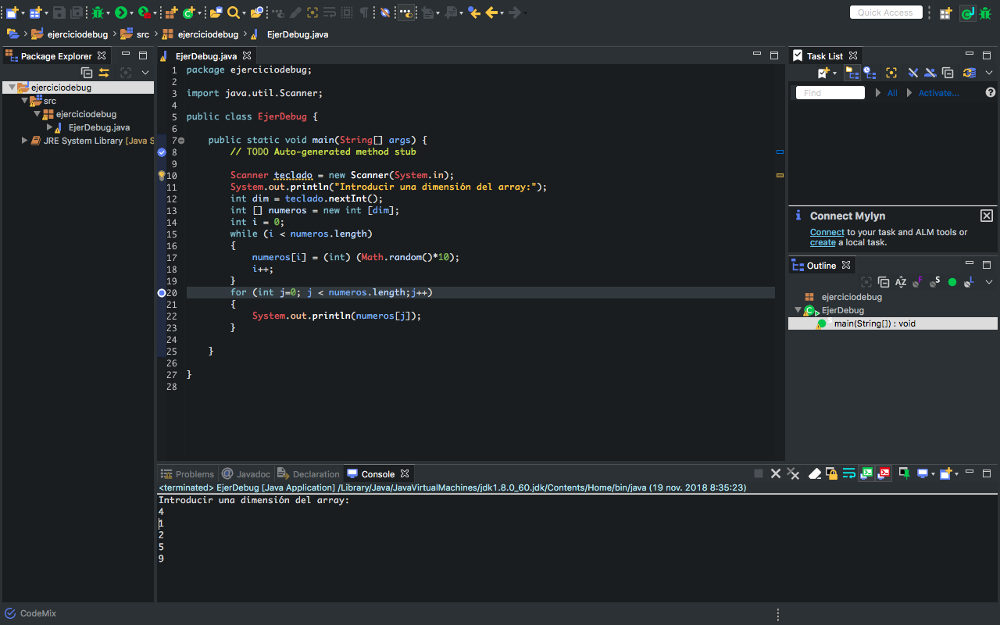 Quick Access
ejerciciodebug
src
ejerciciodebug
EjerDebug.java
Package Explorer
ejerciciodebug
src
ejerciciodebug
EjerDebug.java
JRE System Library [Java S
EjerDebug.java
1 package ejerciciodebug;
2
3 import java.util.Scanner;
4
5 public class EjerDebug {
6
7 public static void main(String[] args) {
8 // TODO Auto-generated method stub
9
10 Scanner teclado = new Scanner(System.in);
11 System.out.println("Introducir una dimensión del array:");
12 int dim = teclado.nextInt();
13 int [] numeros = new int [dim];
14 int i = 0;
15 while (i < numeros.length)
16 {
17 numeros[i] = (int) (Math.random()*10);
18 i++;
19 }
20 for (int j=0; j < numeros.length;j++)
21 {
22 System.out.println(numeros[j]);
23 }
24
25 }
26
27 }
28
Task List
Find
All
Activate...
Connect Mylyn
Connect to your task and ALM tools or
create a local task.
Outline
ejerciciodebug
EjerDebug
main(String[]) : void
Problems
Javadoc
Declaration
Console
<terminated> EjerDebug [Java Application] /Library/Java/JavaVirtualMachines/jdk1.8.0_60.jdk/Contents/Home/bin/java (19 nov. 2018 8:35:23)
Introducir una dimensión del array:
4
1
2
5
9
CodeMix